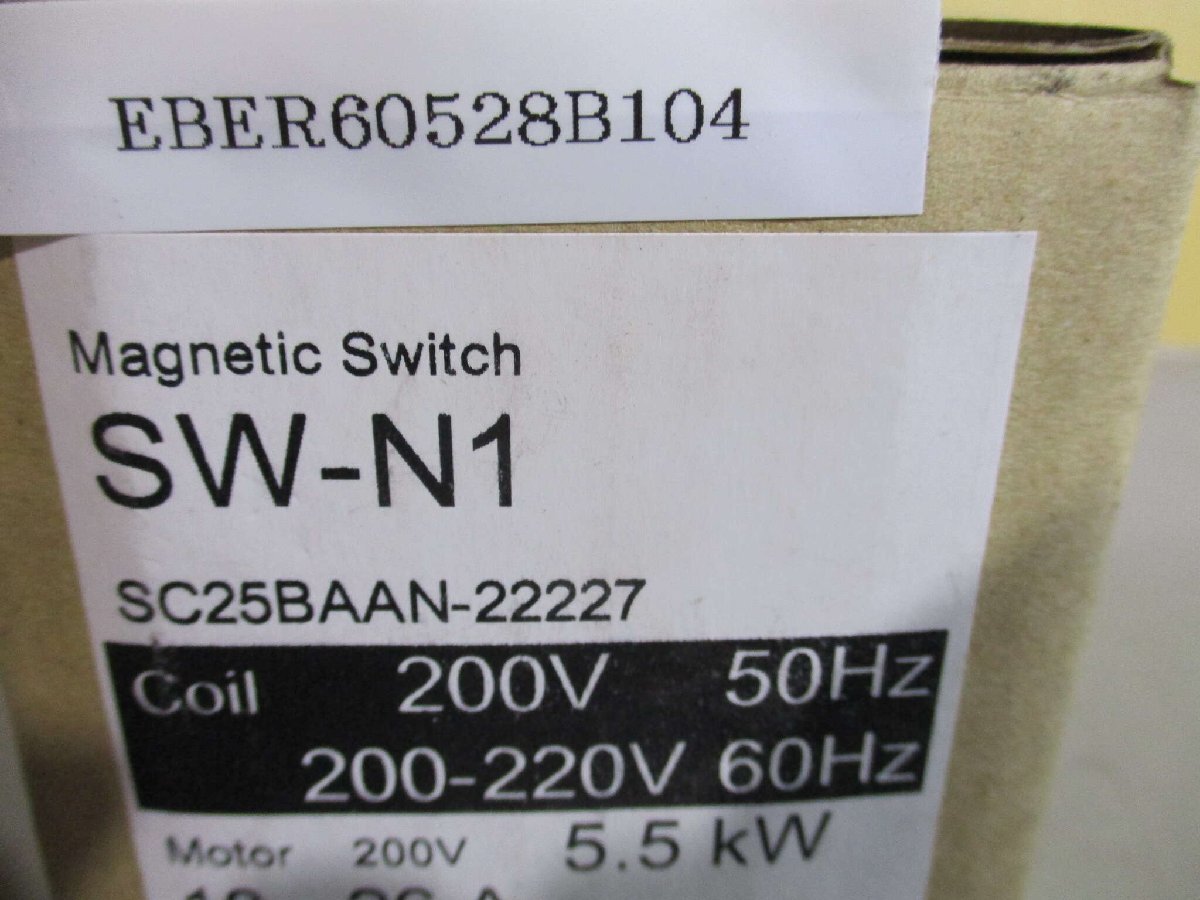 EBER60528B104
Magnetic Switch
SW-N1
SC25BAAN-22227
Coil 200V 50Hz
200-220V 60Hz
Motor 200V 5.5 kW